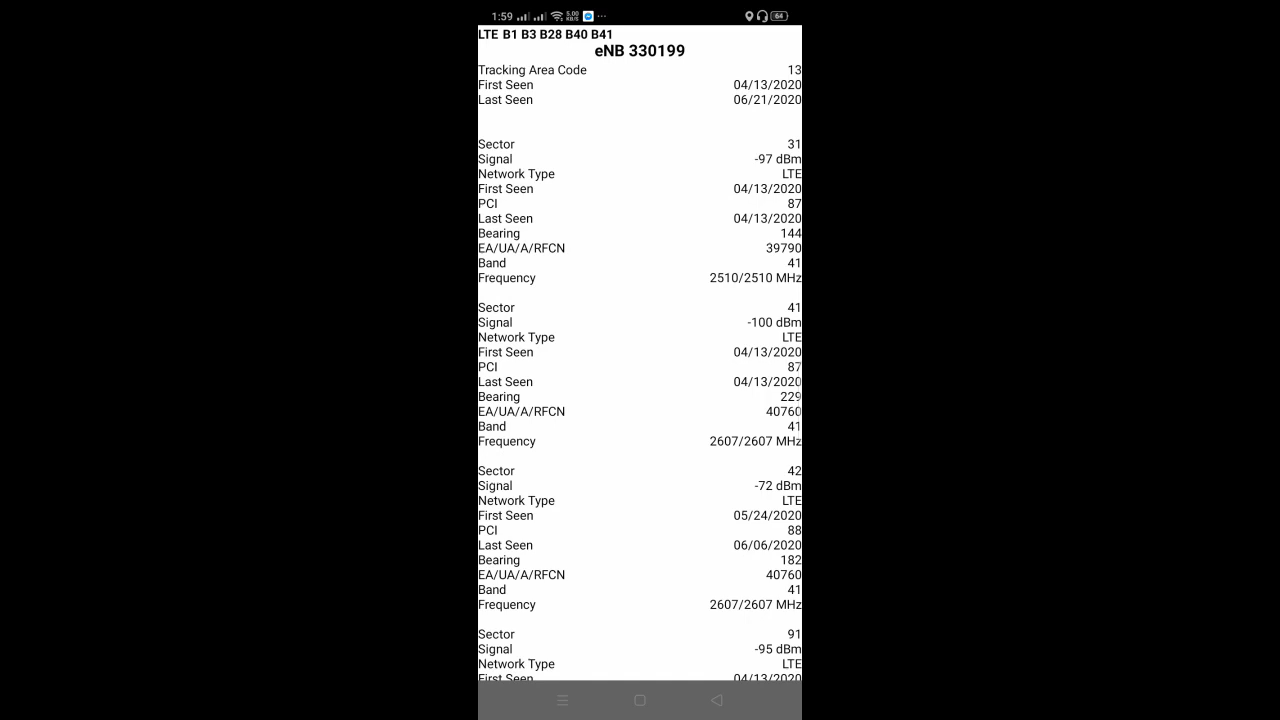 1:59 5.00 KB/S ... 64
LTE B1 B3 B28 B40 B41
eNB 330199
Tracking Area Code 13
First Seen 04/13/2020
Last Seen 06/21/2020
Sector 31
Signal -97 dBm
Network Type LTE
First Seen 04/13/2020
PCI 87
Last Seen 04/13/2020
Bearing 144
EA/UA/A/RFCN 39790
Band 41
Frequency 2510/2510 MHz
Sector 41
Signal -100 dBm
Network Type LTE
First Seen 04/13/2020
PCI 87
Last Seen 04/13/2020
Bearing 229
EA/UA/A/RFCN 40760
Band 41
Frequency 2607/2607 MHz
Sector 42
Signal -72 dBm
Network Type LTE
First Seen 05/24/2020
PCI 88
Last Seen 06/06/2020
Bearing 182
EA/UA/A/RFCN 40760
Band 41
Frequency 2607/2607 MHz
Sector 91
Signal -95 dBm
Network Type LTE
First Seen 04/13/2020